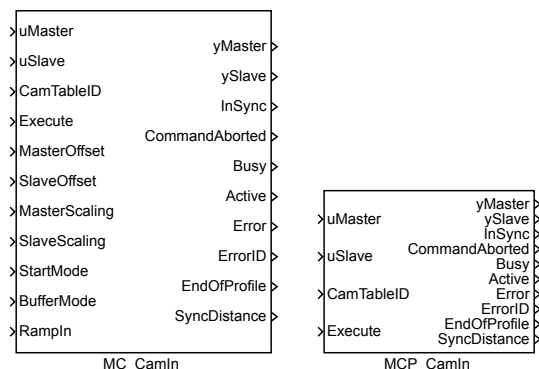 uMaster
uSlave
CamTableID
Execute
MasterOffset
SlaveOffset
MasterScaling
SlaveScaling
StartMode
BufferMode
RampIn
yMaster
ySlave
InSync
CommandAborted
Busy
Active
Error
ErrorID
EndOfProfile
SyncDistance
MC_CamIn
uMaster
uSlave
CamTableID
Execute
yMaster
ySlave
InSync
CommandAborted
Busy
Active
Error
ErrorID
EndOfProfile
SyncDistance
MCP_CamIn